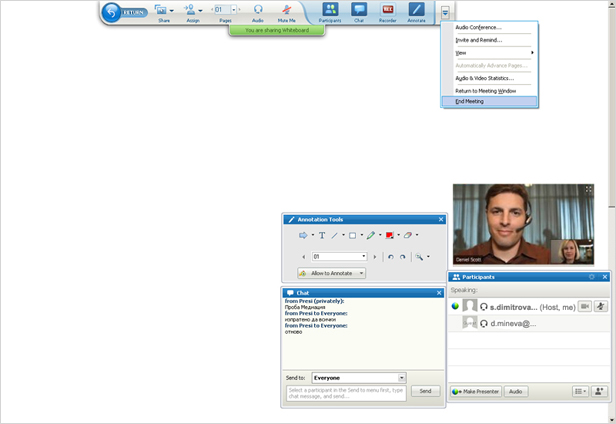 RETURN
Share
Assign
01
Pages
Audio
Mute Me
Participants
Chat
REC
Recorder
Annotate
You are sharing Whiteboard
Audio Conference...
Invite and Remind...
View
Automatically Advance Pages...
Audio & Video Statistics...
Return to Meeting Window
End Meeting
Daniel Scott
Annotation Tools
T
01
Allow to Annotate
Chat
from Presi (privately):
Проба Медиация
from Presi to Everyone:
изпратено да всички
from Presi to Everyone:
отново
Send to: Everyone
Select a participant in the Send to menu first, type
chat message, and send...
Send
Participants
Speaking:
s.dimitrova... (Host, me)
d.mineva@...
Make Presenter
Audio